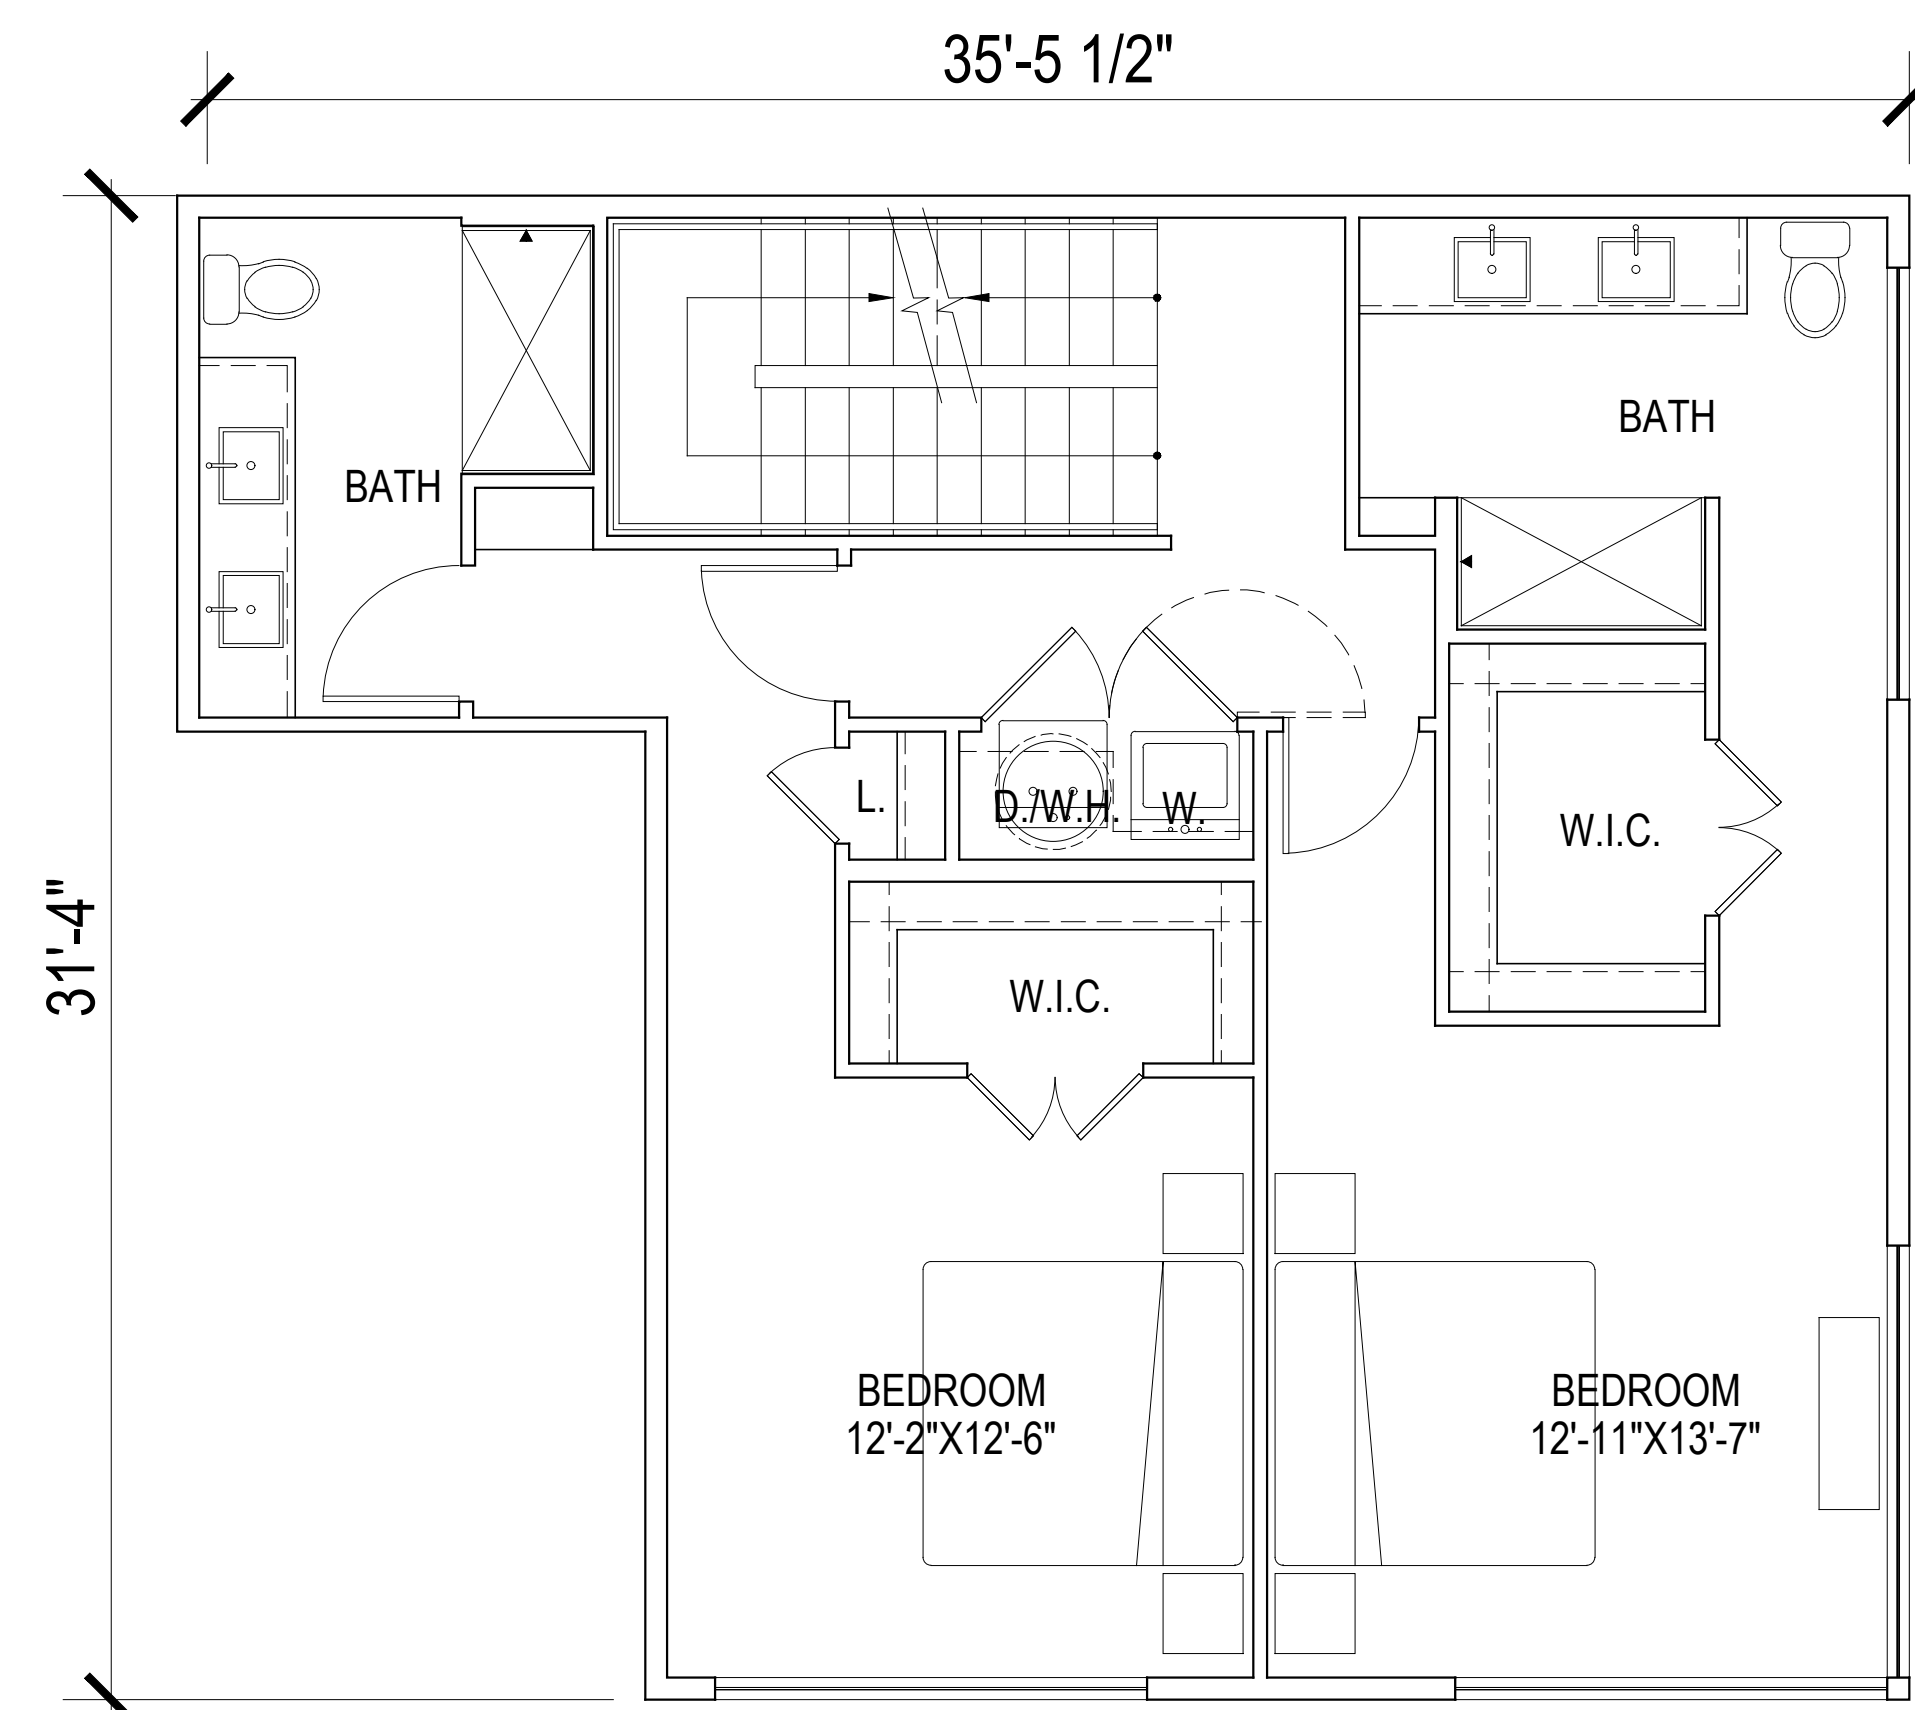 35'-5 1/2"
31'-4"
BATH
BATH
L.
D./W.H.
W.
W.I.C.
W.I.C.
BEDROOM
12'-2"X12'-6"
BEDROOM
12'-11"X13'-7"